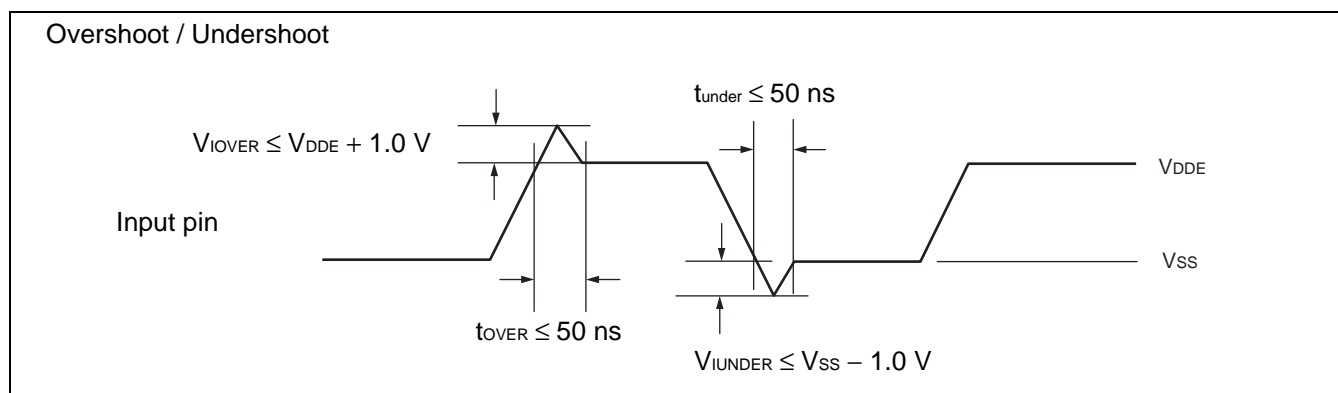 Overshoot / Undershoot
tunder ≤ 50 ns
VIOVER ≤ VDDE + 1.0 V
VDDE
Input pin
VSS
tOVER ≤ 50 ns
VIUNDER ≤ VSS − 1.0 V